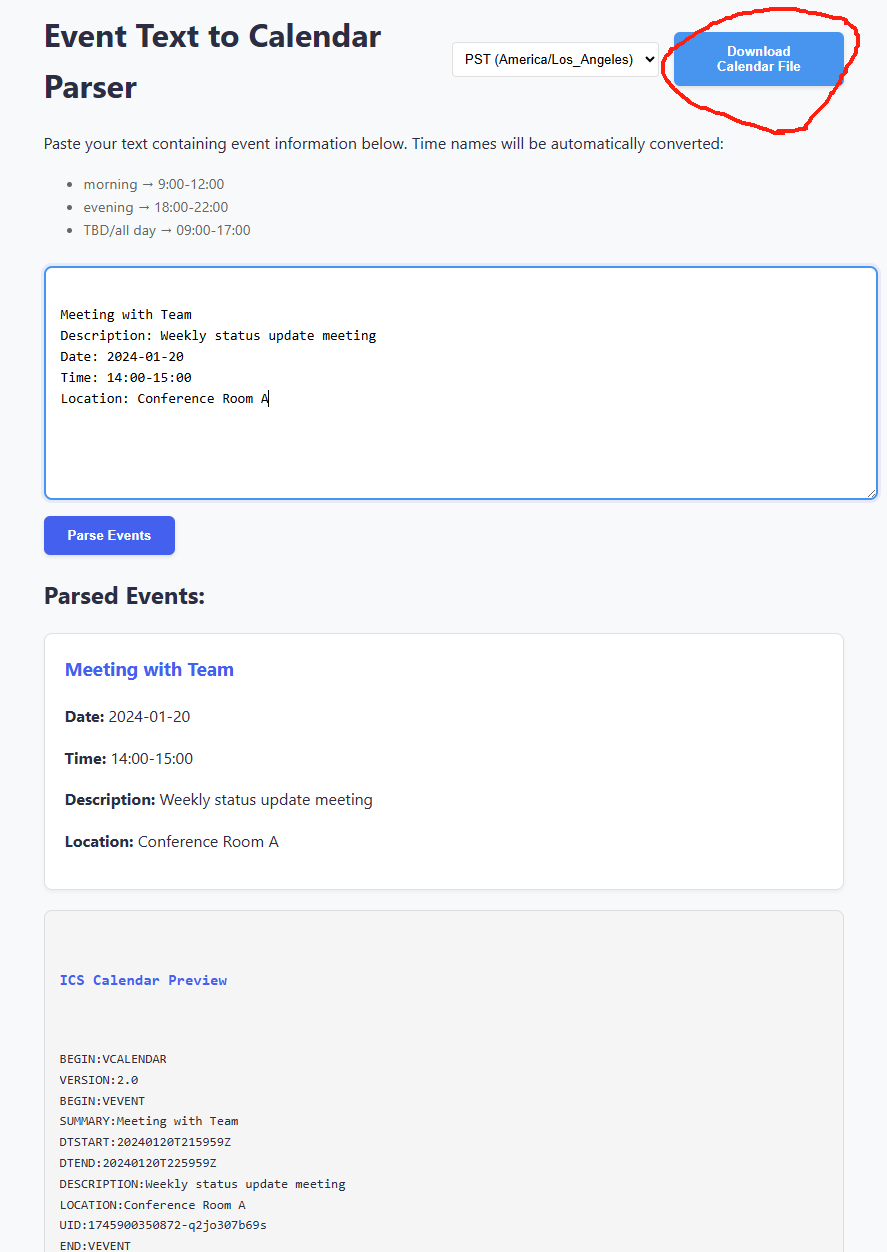 Event Text to Calendar
Parser
PST (America/Los_Angeles)
Download
Calendar File
Paste your text containing event information below. Time names will be automatically converted:
• morning → 9:00-12:00
• evening → 18:00-22:00
• TBD/all day → 09:00-17:00
Meeting with Team
Description: Weekly status update meeting
Date: 2024-01-20
Time: 14:00-15:00
Location: Conference Room A
Parse Events
Parsed Events:
Meeting with Team
Date: 2024-01-20
Time: 14:00-15:00
Description: Weekly status update meeting
Location: Conference Room A
ICS Calendar Preview
BEGIN:VCALENDAR
VERSION:2.0
BEGIN:VEVENT
SUMMARY:Meeting with Team
DTSTART:20240120T215959Z
DTEND:20240120T225959Z
DESCRIPTION:Weekly status update meeting
LOCATION:Conference Room A
UID:1745900350872-q2jo307b69s
END:VEVENT